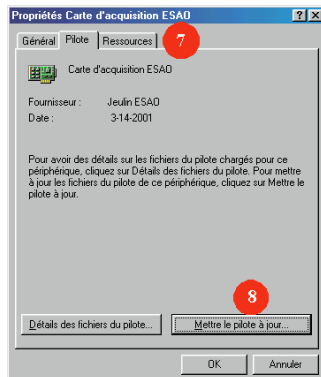 Propriétés Carte d'acquisition ESAO
Général Pilote Ressources 7
Carte d'acquisition ESAO
Fournisseur : Jeulin ESAO
Date : 3-14-2001
Pour avoir des détails sur les fichiers du pilote chargés pour ce
périphérique, cliquez sur Détails des fichiers du pilote. Pour mettre
à jour les fichiers du pilote de ce périphérique, cliquez sur Mettre le
pilote à jour.
8
Détails des fichiers du pilote... Mettre le pilote à jour...
OK Annuler